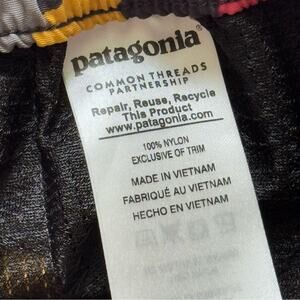 patagonia
COMMON THREADS
PARTNERSHIP
Repair, Reuse, Recycle
This Product
www.patagonia.com
100% NYLON
EXCLUSIVE OF TRIM
MADE IN VIETNAM
FABRIQUÉ AU VIETNAM
HECHO EN VIETNAM